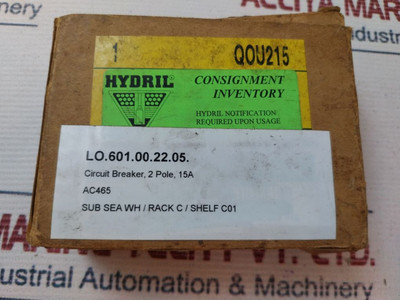 1 QOU215
HYDRIL
CONSIGNMENT
INVENTORY
HYDRIL NOTIFICATION
REQUIRED UPON USAGE
LO.601.00.22.05.
Circuit Breaker, 2 Pole, 15A
AC465
SUB SEA WH / RACK C / SHELF C01
Industrial Automation & Machinery